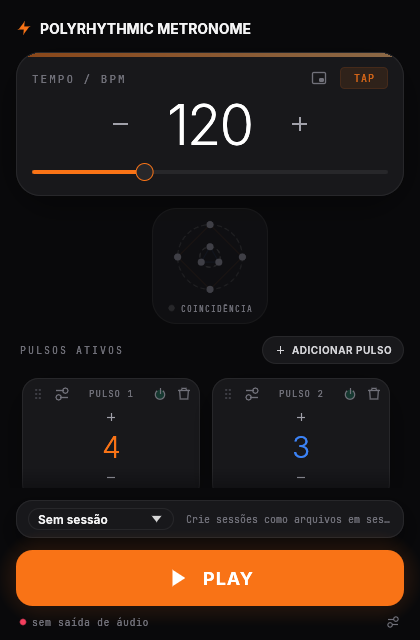 POLYRHYTHMIC METRONOME
TEMPO / BPM
TAP
− 120 +
COINCIDÊNCIA
PULSOS ATIVOS
+ ADICIONAR PULSO
PULSO 1
+
4
−
PULSO 2
+
3
−
Sem sessão
Crie sessões como arquivos em ses…
PLAY
sem saída de áudio